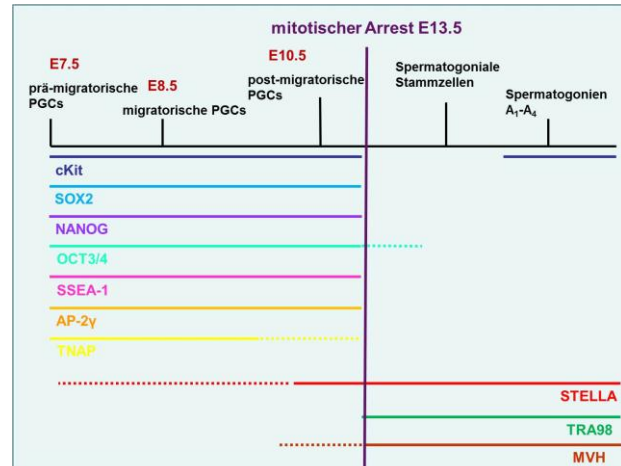 mitotischer Arrest E13.5
E7.5
prä-migratorische
PGCs
E8.5
migratorische PGCs
E10.5
post-migratorische
PGCs
Spermatogoniale
Stammzellen
Spermatogonien
A₁-A₄
cKit
SOX2
NANOG
OCT3/4
SSEA-1
AP-2γ
TNAP
STELLA
TRA98
MVH